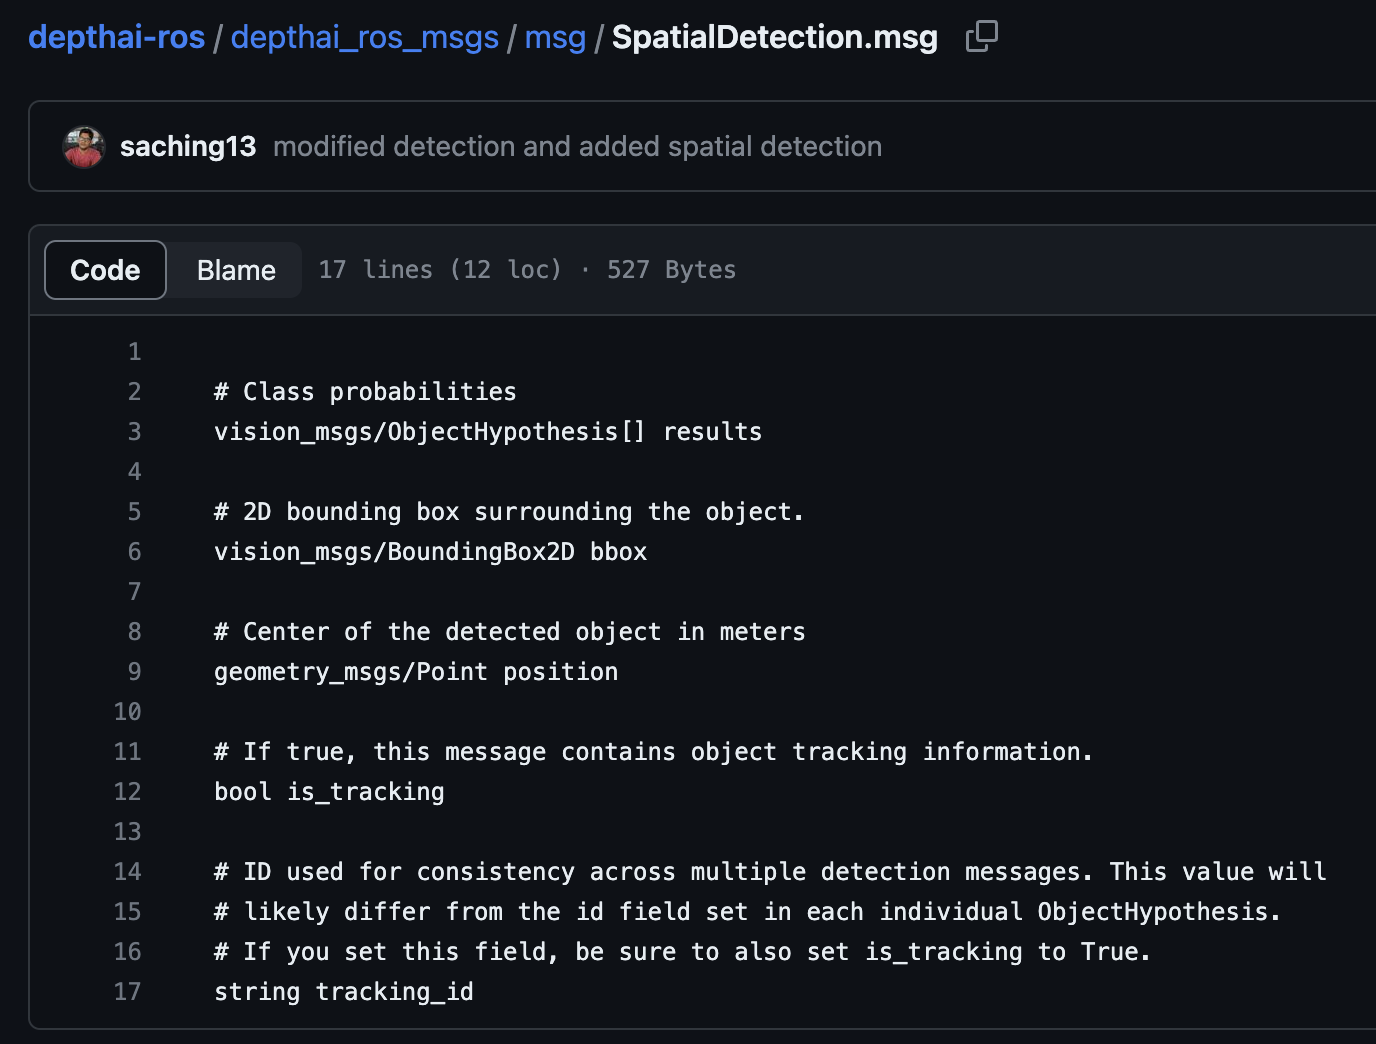 depthai-ros / depthai_ros_msgs / msg / SpatialDetection.msg
saching13 modified detection and added spatial detection
Code Blame 17 lines (12 loc) · 527 Bytes
1
2 # Class probabilities
3 vision_msgs/ObjectHypothesis[] results
4
5 # 2D bounding box surrounding the object.
6 vision_msgs/BoundingBox2D bbox
7
8 # Center of the detected object in meters
9 geometry_msgs/Point position
10
11 # If true, this message contains object tracking information.
12 bool is_tracking
13
14 # ID used for consistency across multiple detection messages. This value will
15 # likely differ from the id field set in each individual ObjectHypothesis.
16 # If you set this field, be sure to also set is_tracking to True.
17 string tracking_id